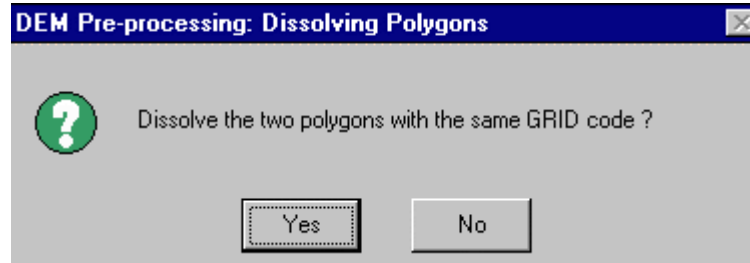 DEM Pre-processing: Dissolving Polygons
Dissolve the two polygons with the same GRID code ?
Yes No